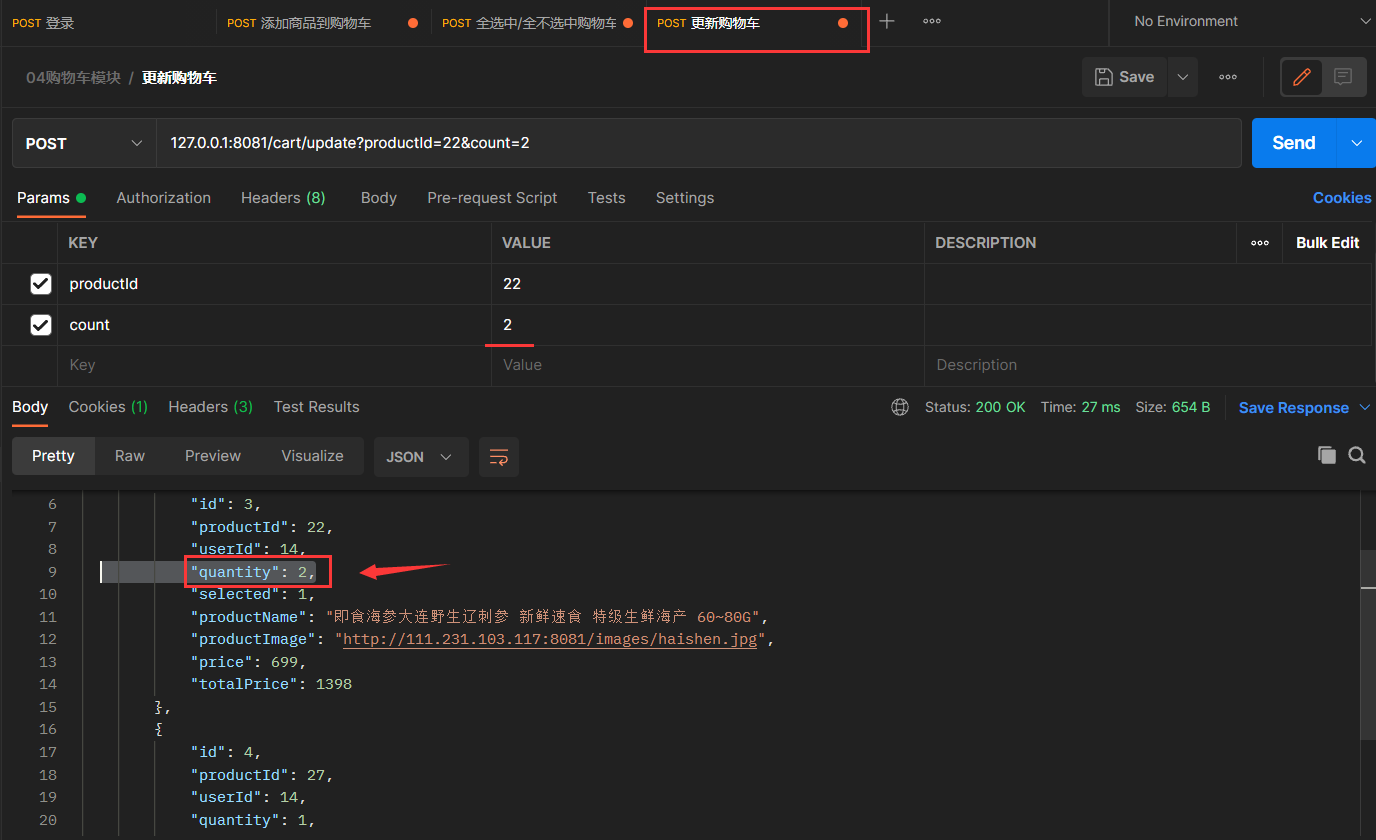 POST 登录 POST 添加商品到购物车 POST 全选中/全不选中购物车 POST 更新购物车 No Environment
04购物车模块 / 更新购物车 Save
POST 127.0.0.1:8081/cart/update?productId=22&count=2 Send
Params Authorization Headers (8) Body Pre-request Script Tests Settings Cookies
KEY VALUE DESCRIPTION Bulk Edit
productId 22
count 2
Key Value Description
Body Cookies (1) Headers (3) Test Results Status: 200 OK Time: 27 ms Size: 654 B Save Response
Pretty Raw Preview Visualize JSON
6 "id": 3,
7 "productId": 22,
8 "userId": 14,
9 "quantity": 2,
10 "selected": 1,
11 "productName": "即食海参大连野生辽刺参 新鲜速食 特级生鲜海产 60~80G",
12 "productImage": "http://111.231.103.117:8081/images/haishen.jpg",
13 "price": 699,
14 "totalPrice": 1398
15 },
16 {
17 "id": 4,
18 "productId": 27,
19 "userId": 14,
20 "quantity": 1,